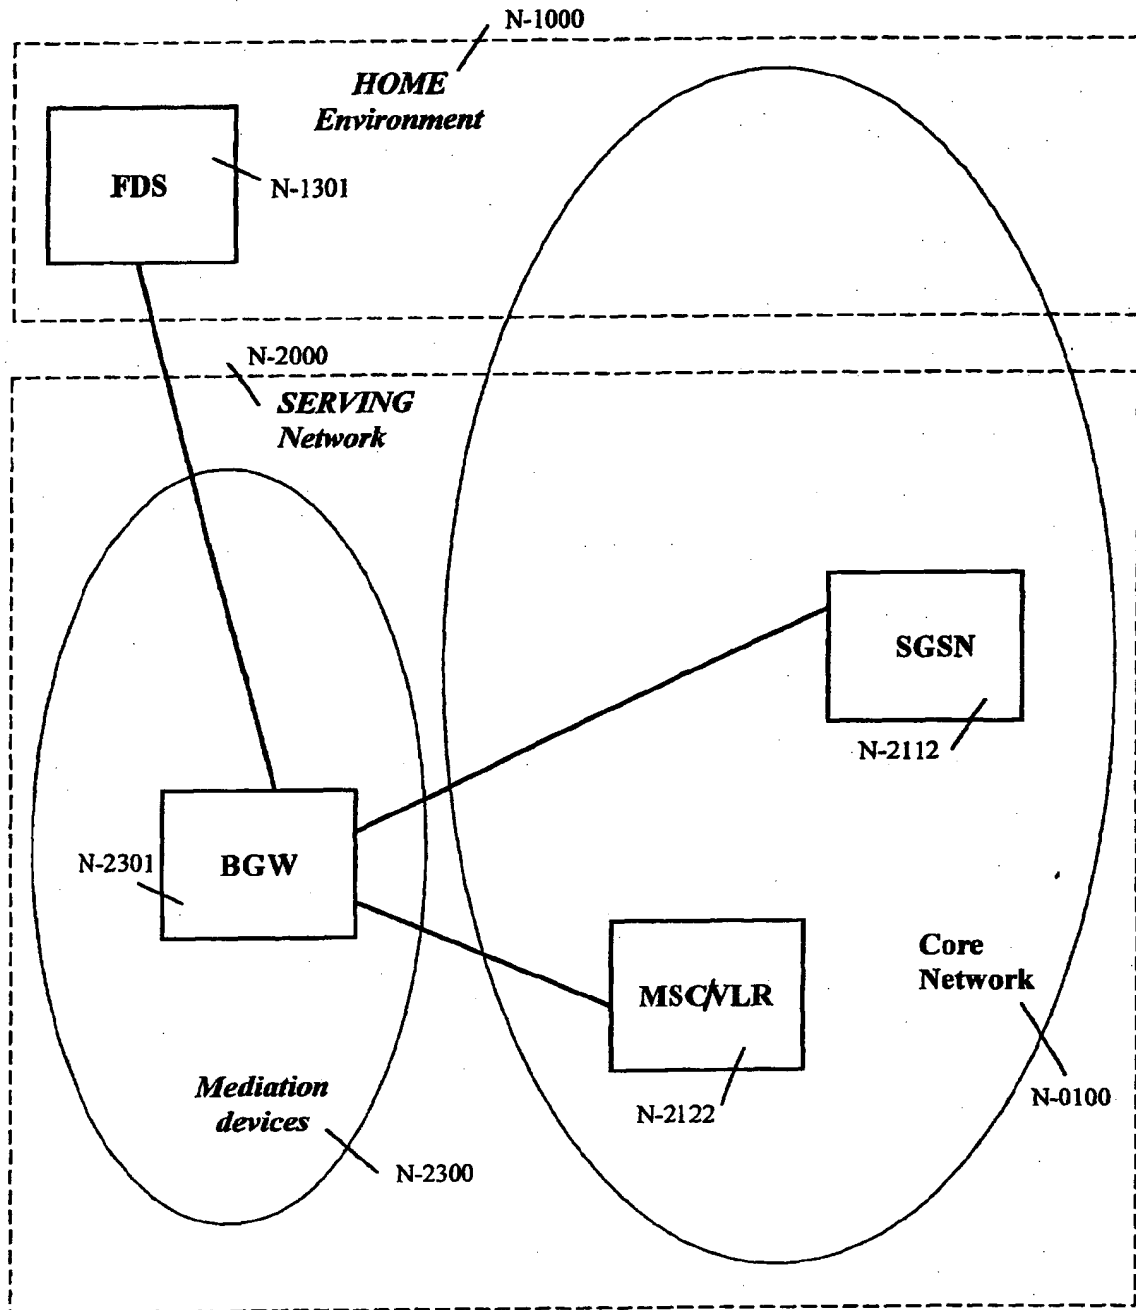 N-1000
HOME
Environment
FDS
N-1301
N-2000
SERVING
Network
SGSN
N-2112
N-2301
BGW
MSC/VLR
Core
Network
N-0100
N-2122
Mediation
devices
N-2300